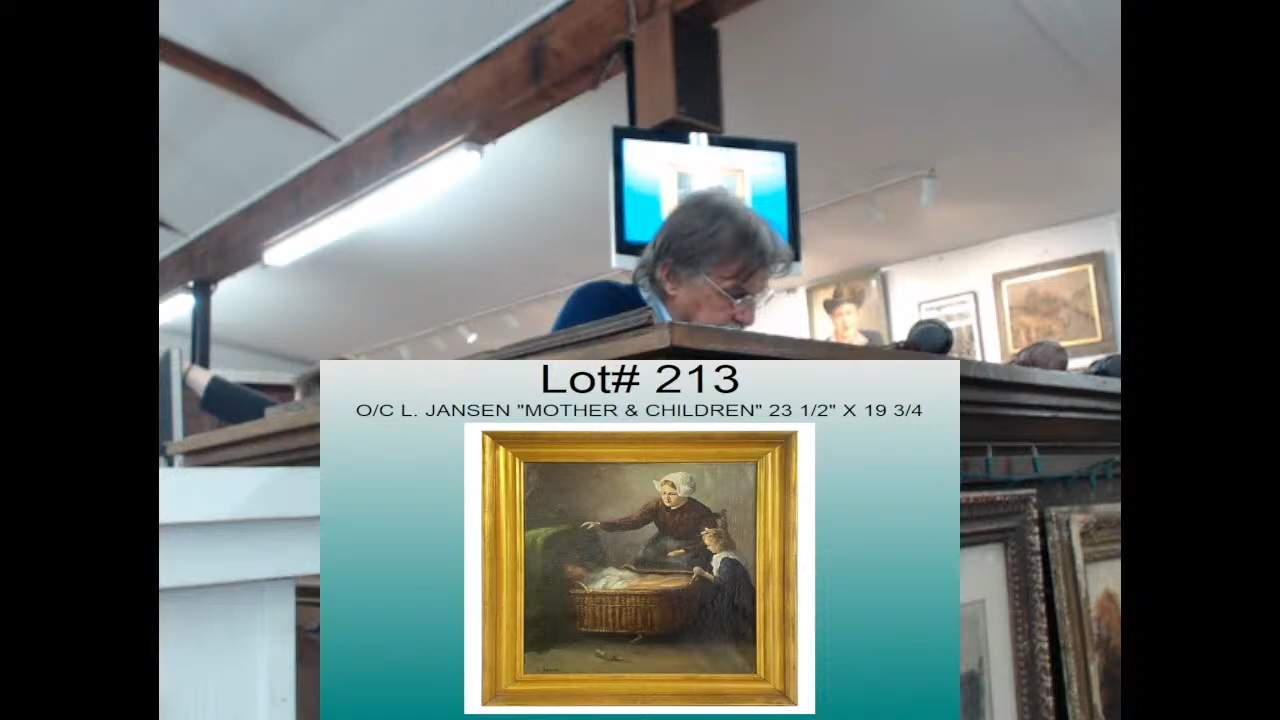 Lot# 213
O/C L. JANSEN "MOTHER & CHILDREN" 23 1/2" X 19 3/4